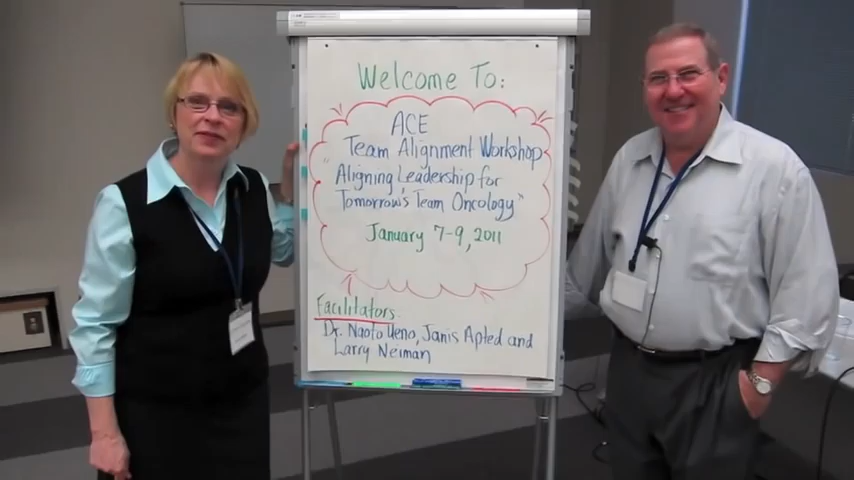 Welcome To:
ACE
Team Alignment Workshop
"Aligning Leadership for
Tomorrow's Team Oncology"
January 7-9, 2011
Facilitators
Dr. Naoto Ueno, Janis Apted and
Larry Neiman